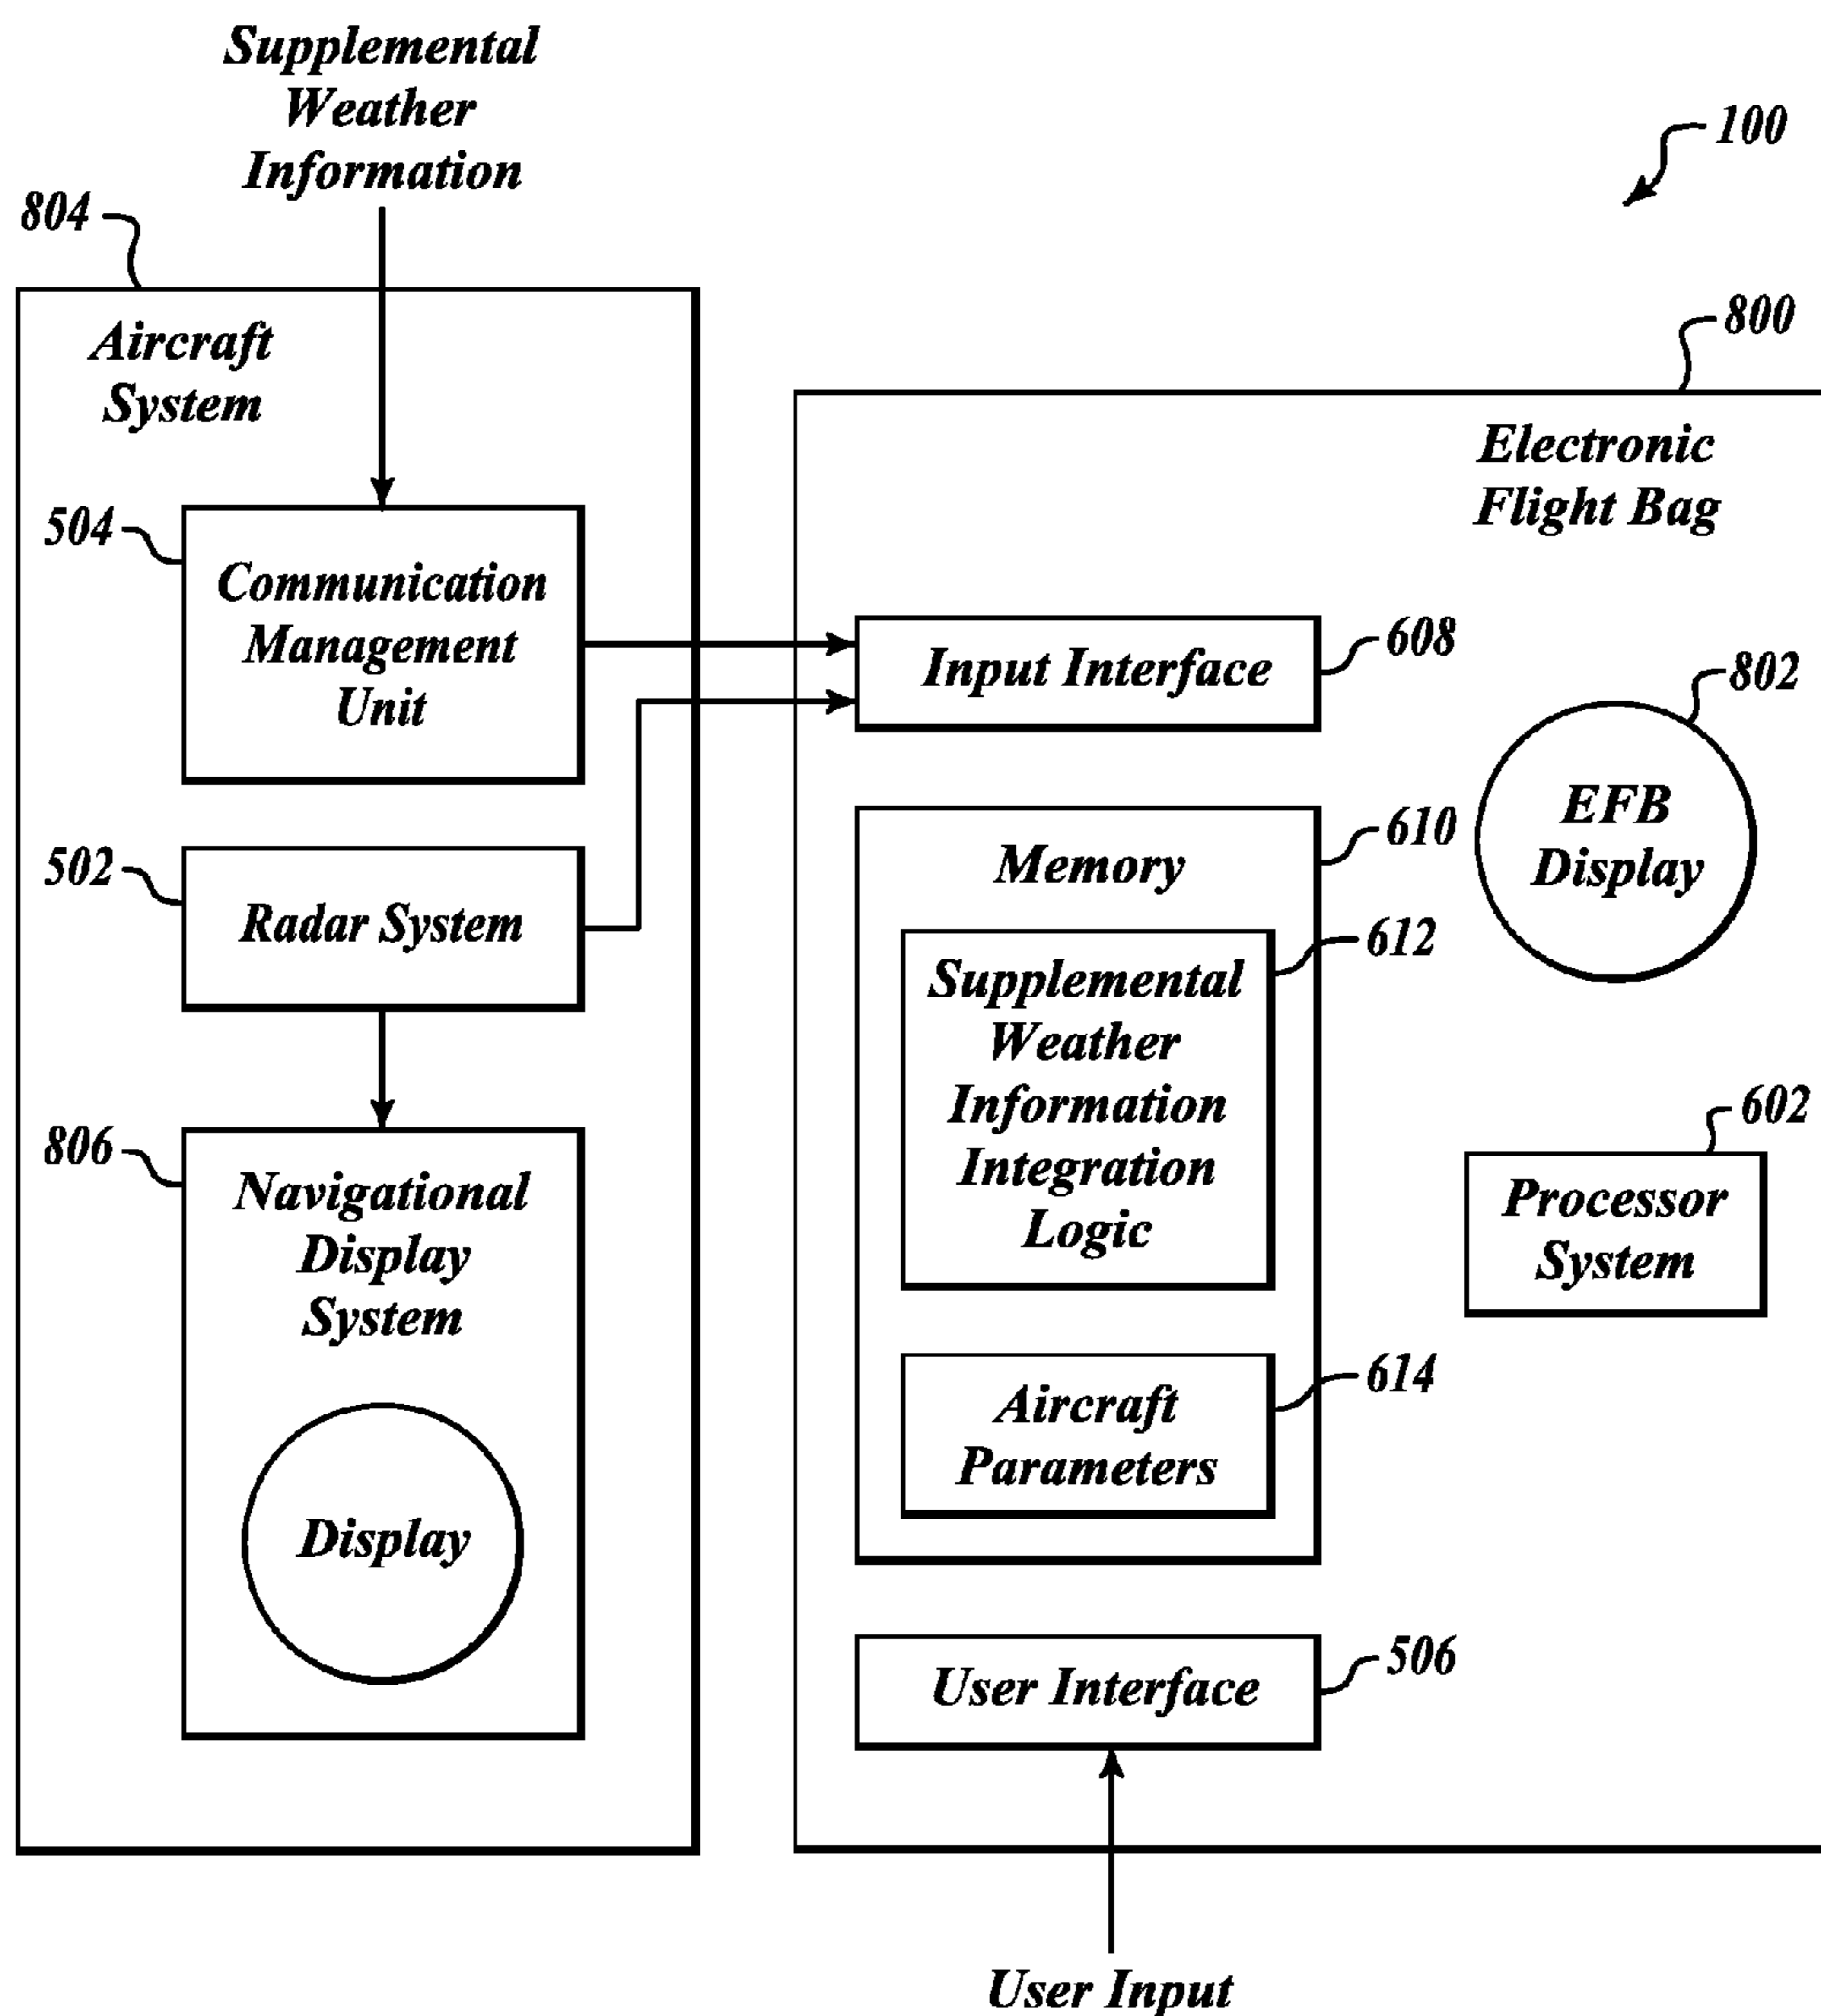 Supplemental
Weather
Information
100
804
Aircraft
System
800
Electronic
Flight Bag
504
Communication
Management
Unit
Input Interface
608
802
EFB
Display
502
Radar System
Memory
610
Supplemental
Weather
Information
Integration
Logic
612
602
Processor
System
806
Navigational
Display
System
Display
Aircraft
Parameters
614
User Interface
506
User Input